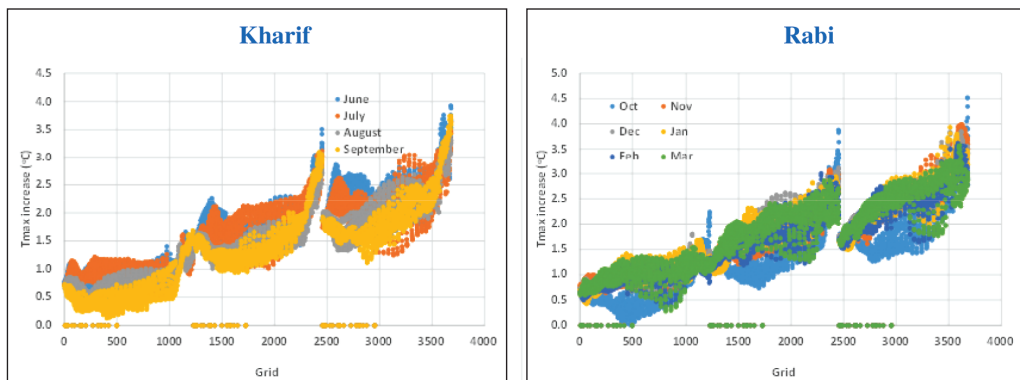 Kharif
4.5
4.0
3.5
3.0
2.5
2.0
1.5
1.0
0.5
0.0
Tmax increase (°C)
June
July
August
September
0 500 1000 1500 2000 2500 3000 3500 4000
Grid
Rabi
5.0
4.5
4.0
3.5
3.0
2.5
2.0
1.5
1.0
0.5
0.0
Tmax increase (°C)
Oct Nov
Dec Jan
Feb Mar
0 500 1000 1500 2000 2500 3000 3500 4000
Grid